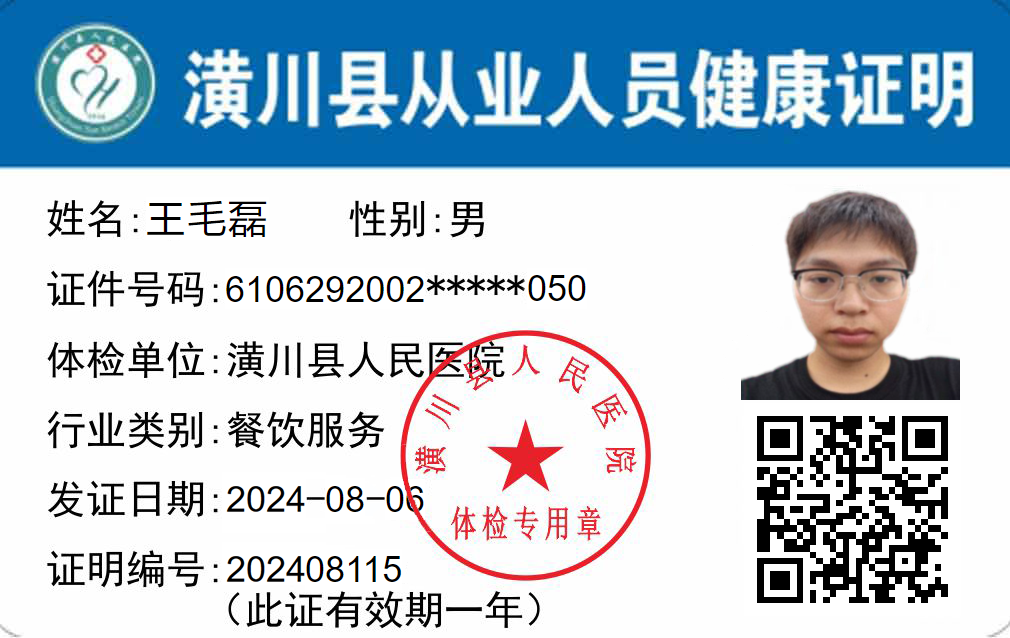 潢川县从业人员健康证明
姓名:王毛磊 性别:男
证件号码:6106292002*****050
体检单位:潢川县人民医院
行业类别:餐饮服务
发证日期:2024-08-06
证明编号:202408115
(此证有效期一年)
潢川县人民医院
体检专用章